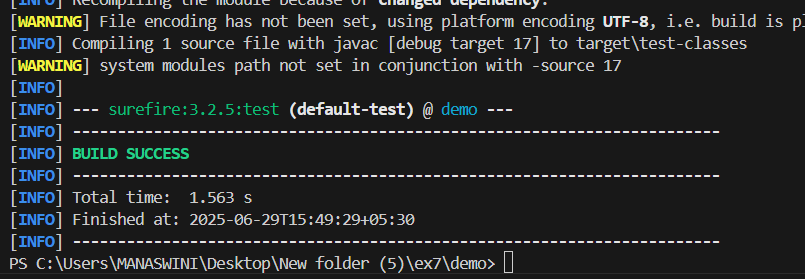 [INFO] Recompiling the module because of changed dependency.
[WARNING] File encoding has not been set, using platform encoding UTF-8, i.e. build is pl
[INFO] Compiling 1 source file with javac [debug target 17] to target\test-classes
[WARNING] system modules path not set in conjunction with -source 17
[INFO]
[INFO] --- surefire:3.2.5:test (default-test) @ demo ---
[INFO] ------------------------------------------------------------------------
[INFO] BUILD SUCCESS
[INFO] ------------------------------------------------------------------------
[INFO] Total time:  1.563 s
[INFO] Finished at: 2025-06-29T15:49:29+05:30
[INFO] ------------------------------------------------------------------------
PS C:\Users\MANASWINI\Desktop\New folder (5)\ex7\demo>